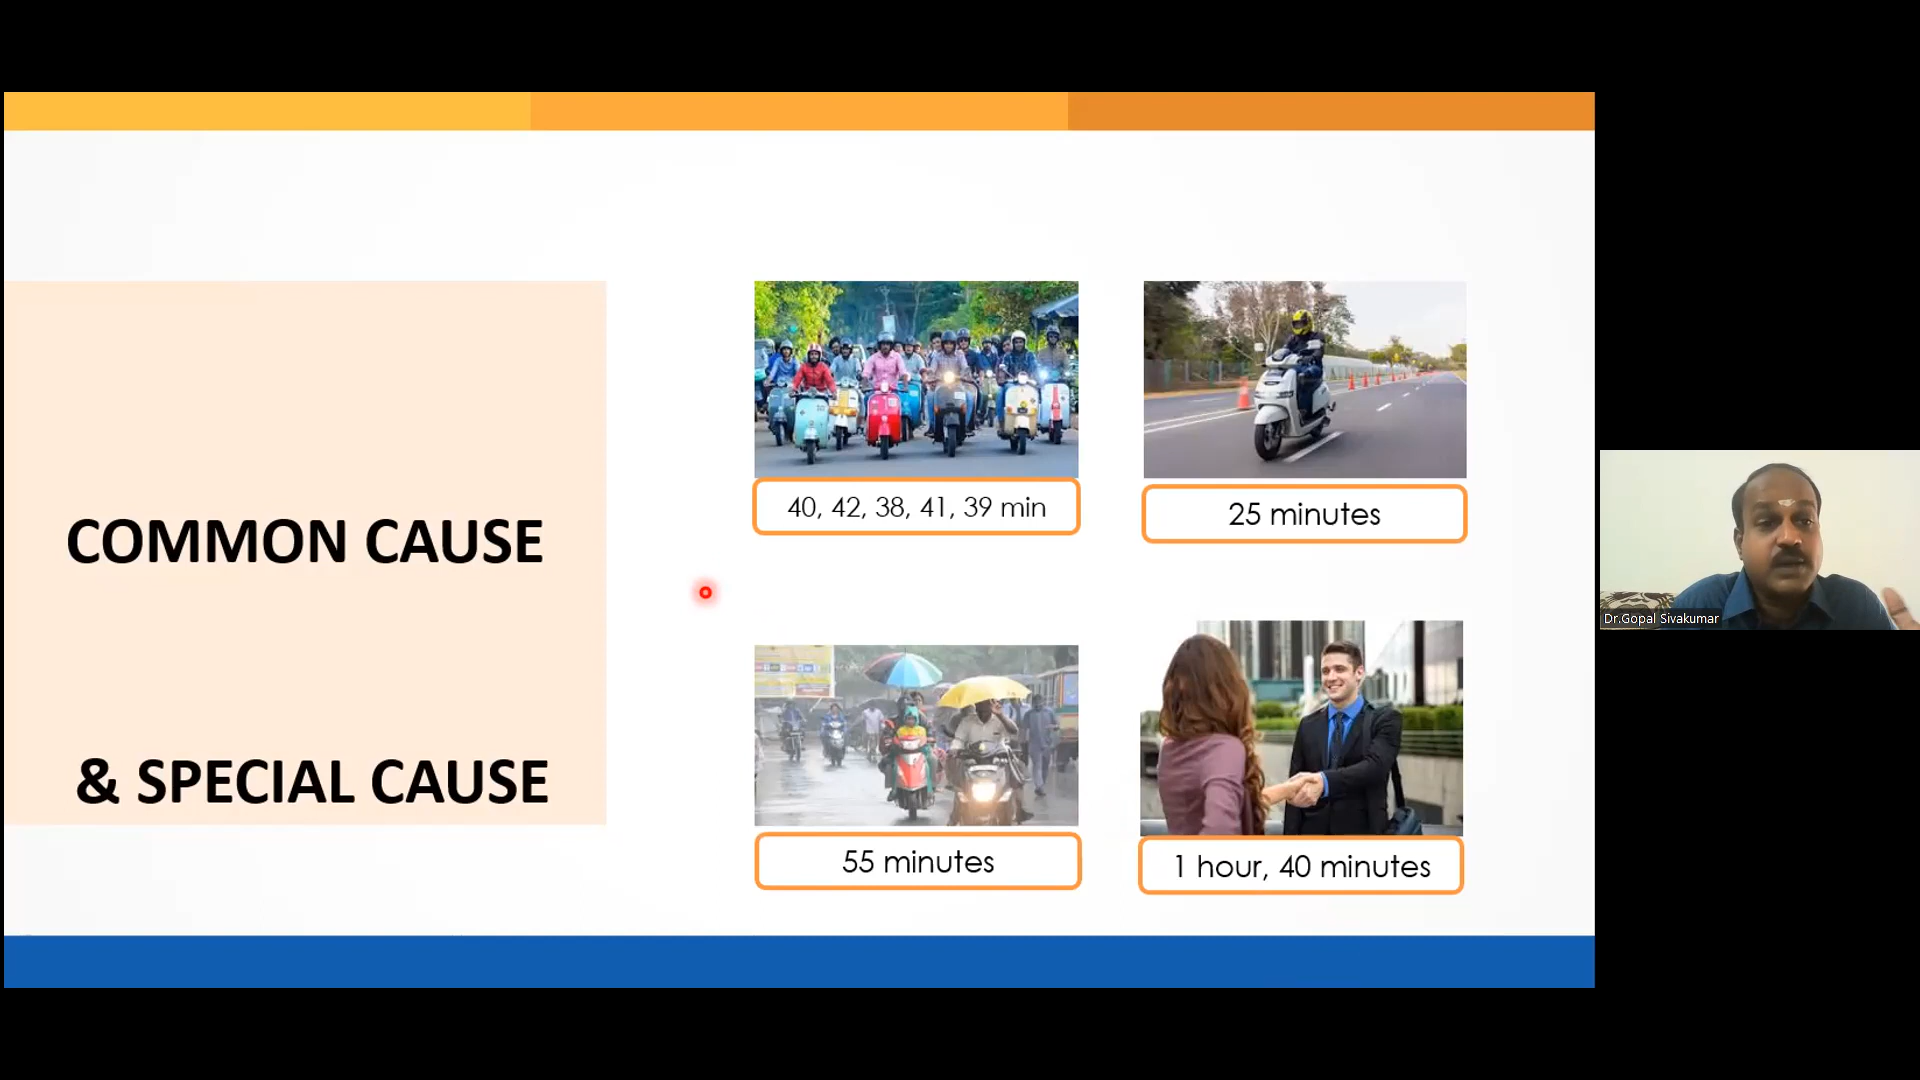 COMMON CAUSE
& SPECIAL CAUSE
40, 42, 38, 41, 39 min
25 minutes
55 minutes
1 hour, 40 minutes
Dr.Gopal Sivakumar